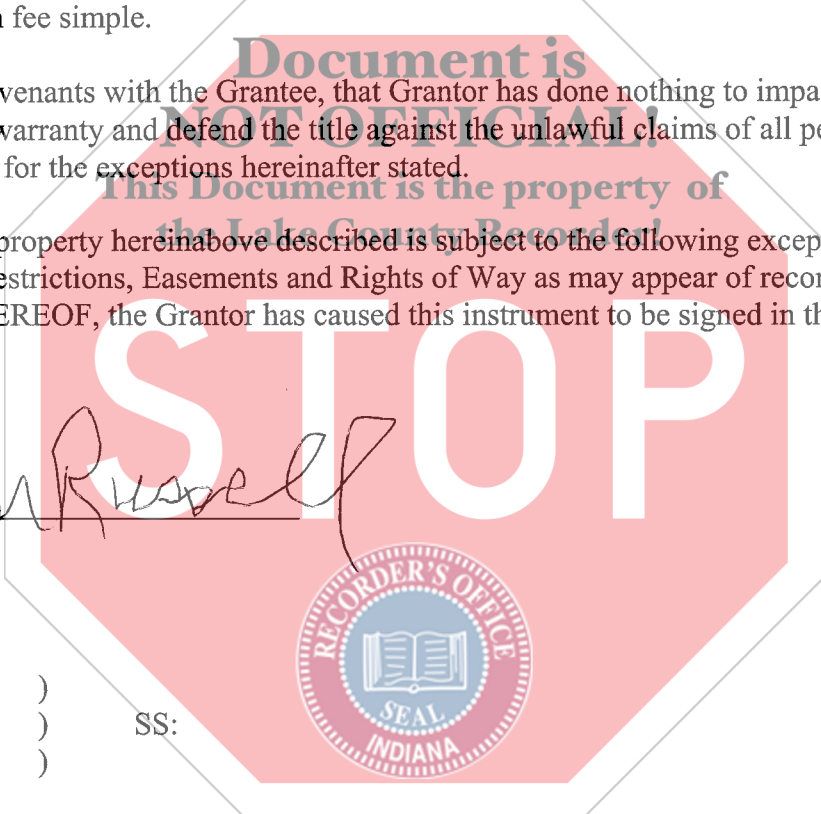 fee simple.
Document is
venants with the Grantee, that Grantor has done nothing to impa
NOT OFFICIAL!
warranty and defend the title against the unlawful claims of all pe
for the exceptions hereinafter stated.
This Document is the property of
the Lake County Recorder!
property hereinabove described is subject to the following excep
estrictions, Easements and Rights of Way as may appear of recor
EREOF, the Grantor has caused this instrument to be signed in th
STOP
Russell
RECORDER'S OFFICE
SEAL
INDIANA
)
) SS:
)